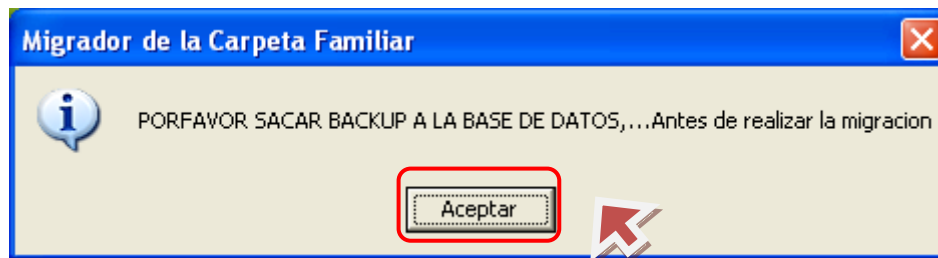 Migrador de la Carpeta Familiar
PORFAVOR SACAR BACKUP A LA BASE DE DATOS,...Antes de realizar la migracion
Aceptar